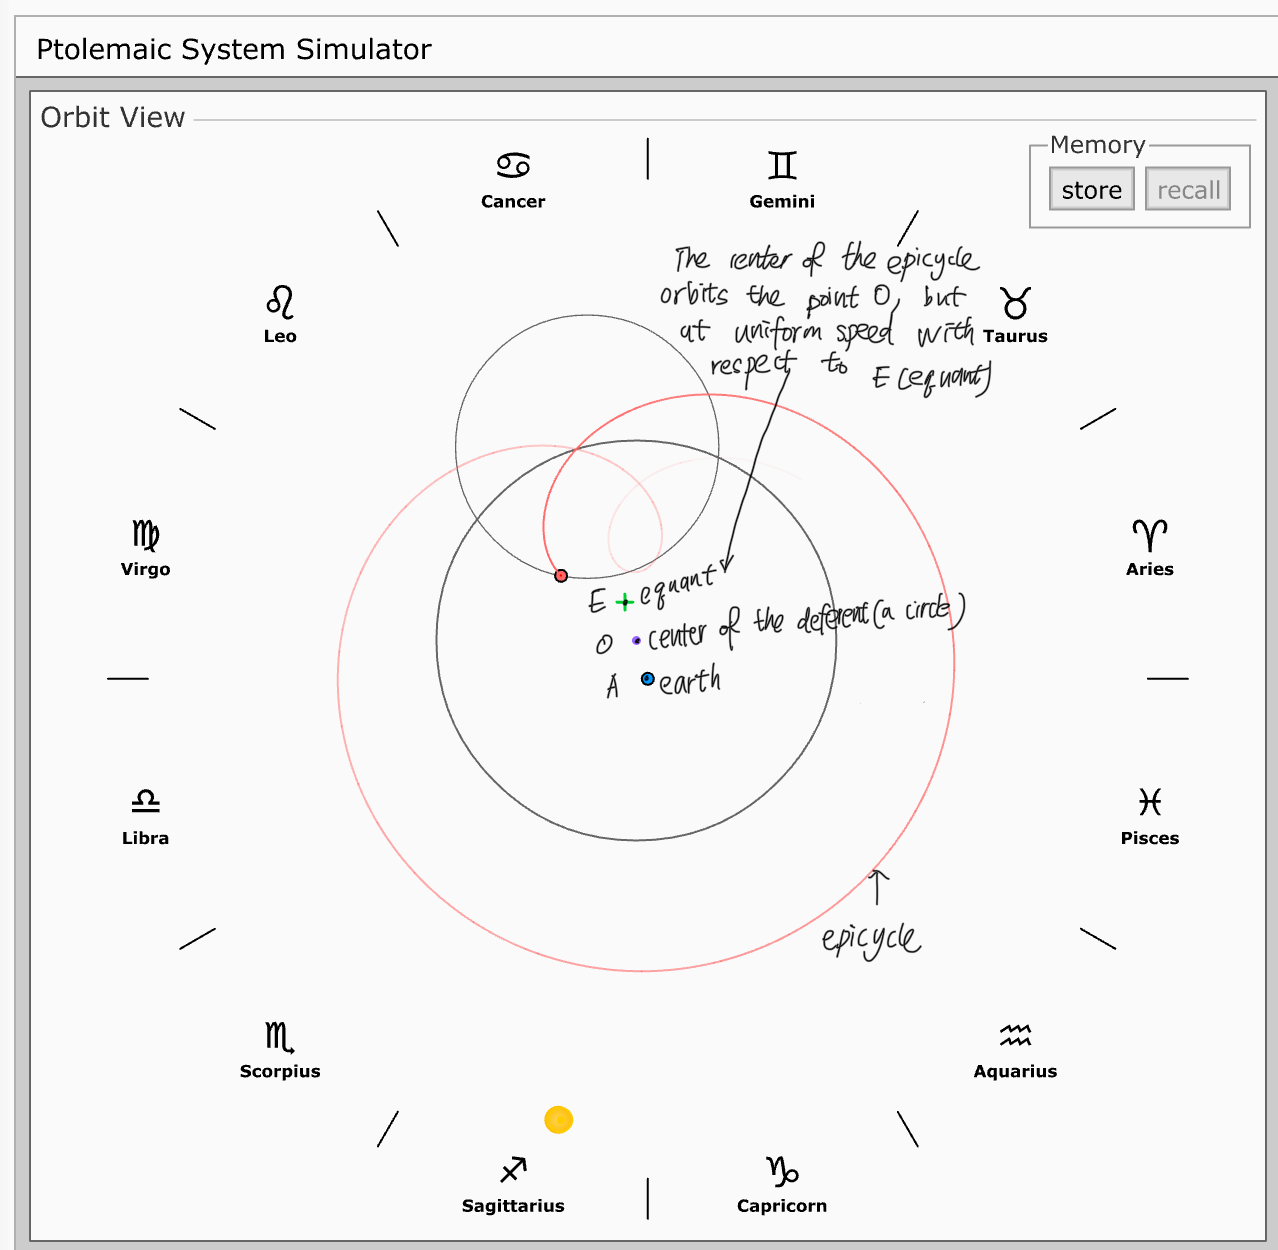 Ptolemaic System Simulator
Orbit View
Memory
store recall
Cancer
Gemini
The center of the epicycle
orbits the point O, but
at uniform speed with
respect to E (equant)
Leo
Taurus
Virgo
Aries
E equant
O center of the deferent (a circle)
A earth
Libra
Pisces
epicycle
Scorpius
Aquarius
Sagittarius
Capricorn